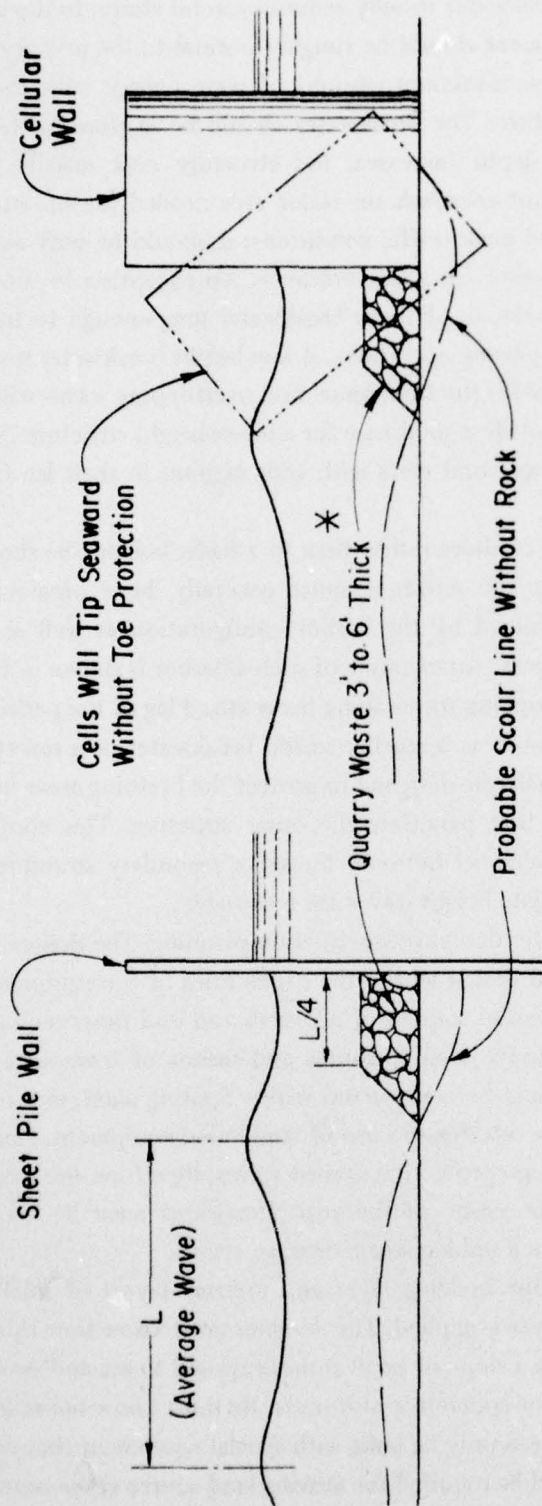 Sheet Pile Wall
Cells Will Tip Seaward
Without Toe Protection
Cellular
Wall
L
(Average Wave)
L/4
*
Quarry Waste 3' to 6' Thick
Probable Scour Line Without Rock